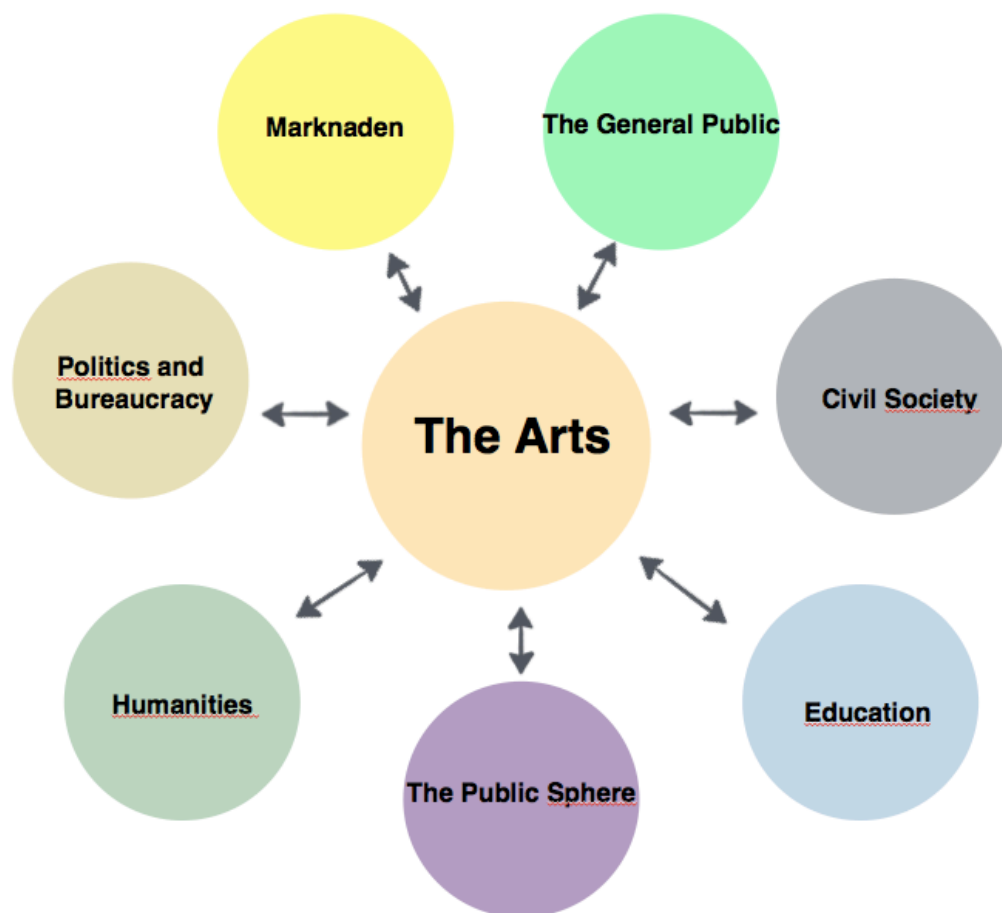 Marknaden
The General Public
Politics and
Bureaucracy
Civil Society
The Arts
Humanities
Education
The Public Sphere